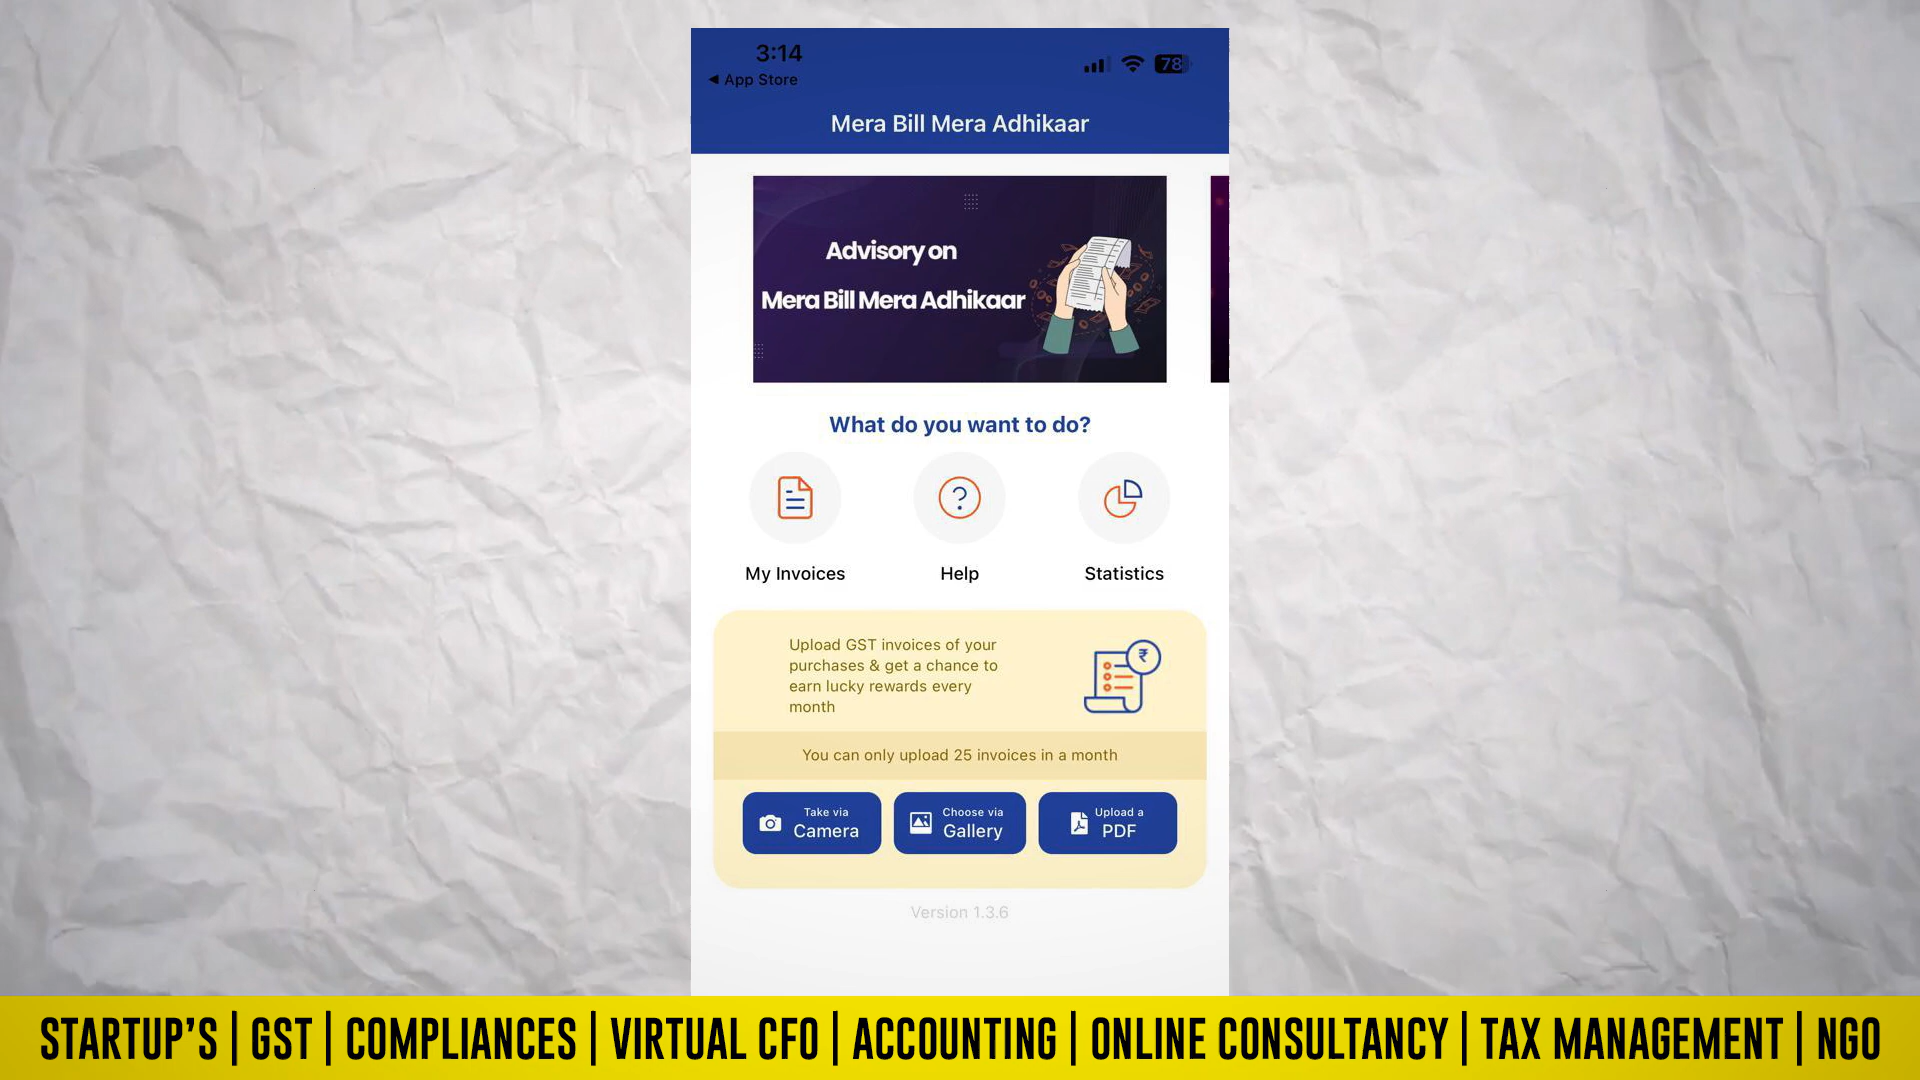 3:14
78
◀ App Store
Mera Bill Mera Adhikaar
Advisory on
Mera Bill Mera Adhikaar
What do you want to do?
My Invoices
Help
Statistics
Upload GST invoices of your
purchases & get a chance to
earn lucky rewards every
month
₹
You can only upload 25 invoices in a month
Take via
Camera
Choose via
Gallery
Upload a
PDF
Version 1.3.6
STARTUP'S | GST | COMPLIANCES | VIRTUAL CFO | ACCOUNTING | ONLINE CONSULTANCY | TAX MANAGEMENT | NGO